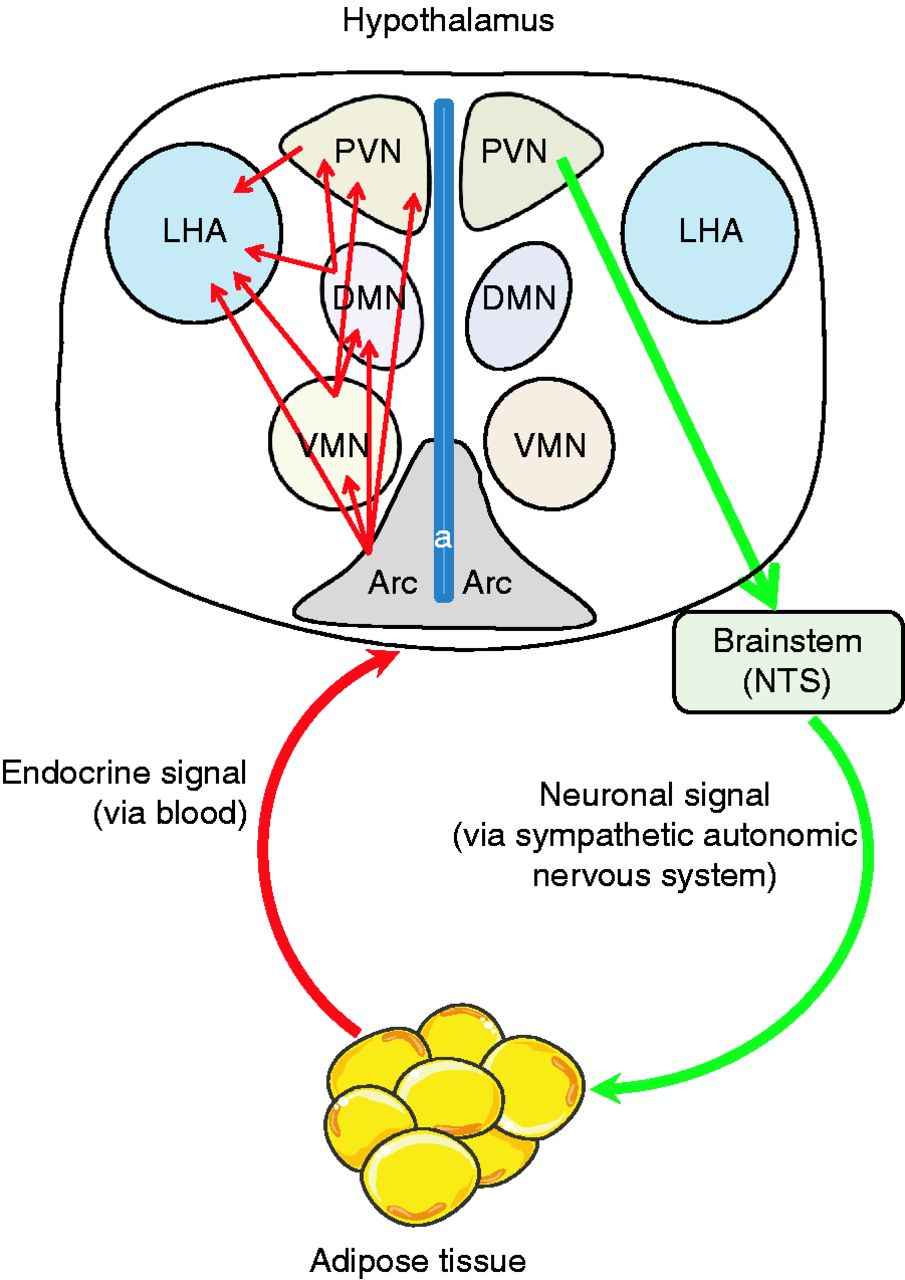 Hypothalamus
PVN
PVN
LHA
LHA
DMN
DMN
VMN
VMN
a
Arc
Arc
Brainstem
(NTS)
Endocrine signal
(via blood)
Neuronal signal
(via sympathetic autonomic
nervous system)
Adipose tissue